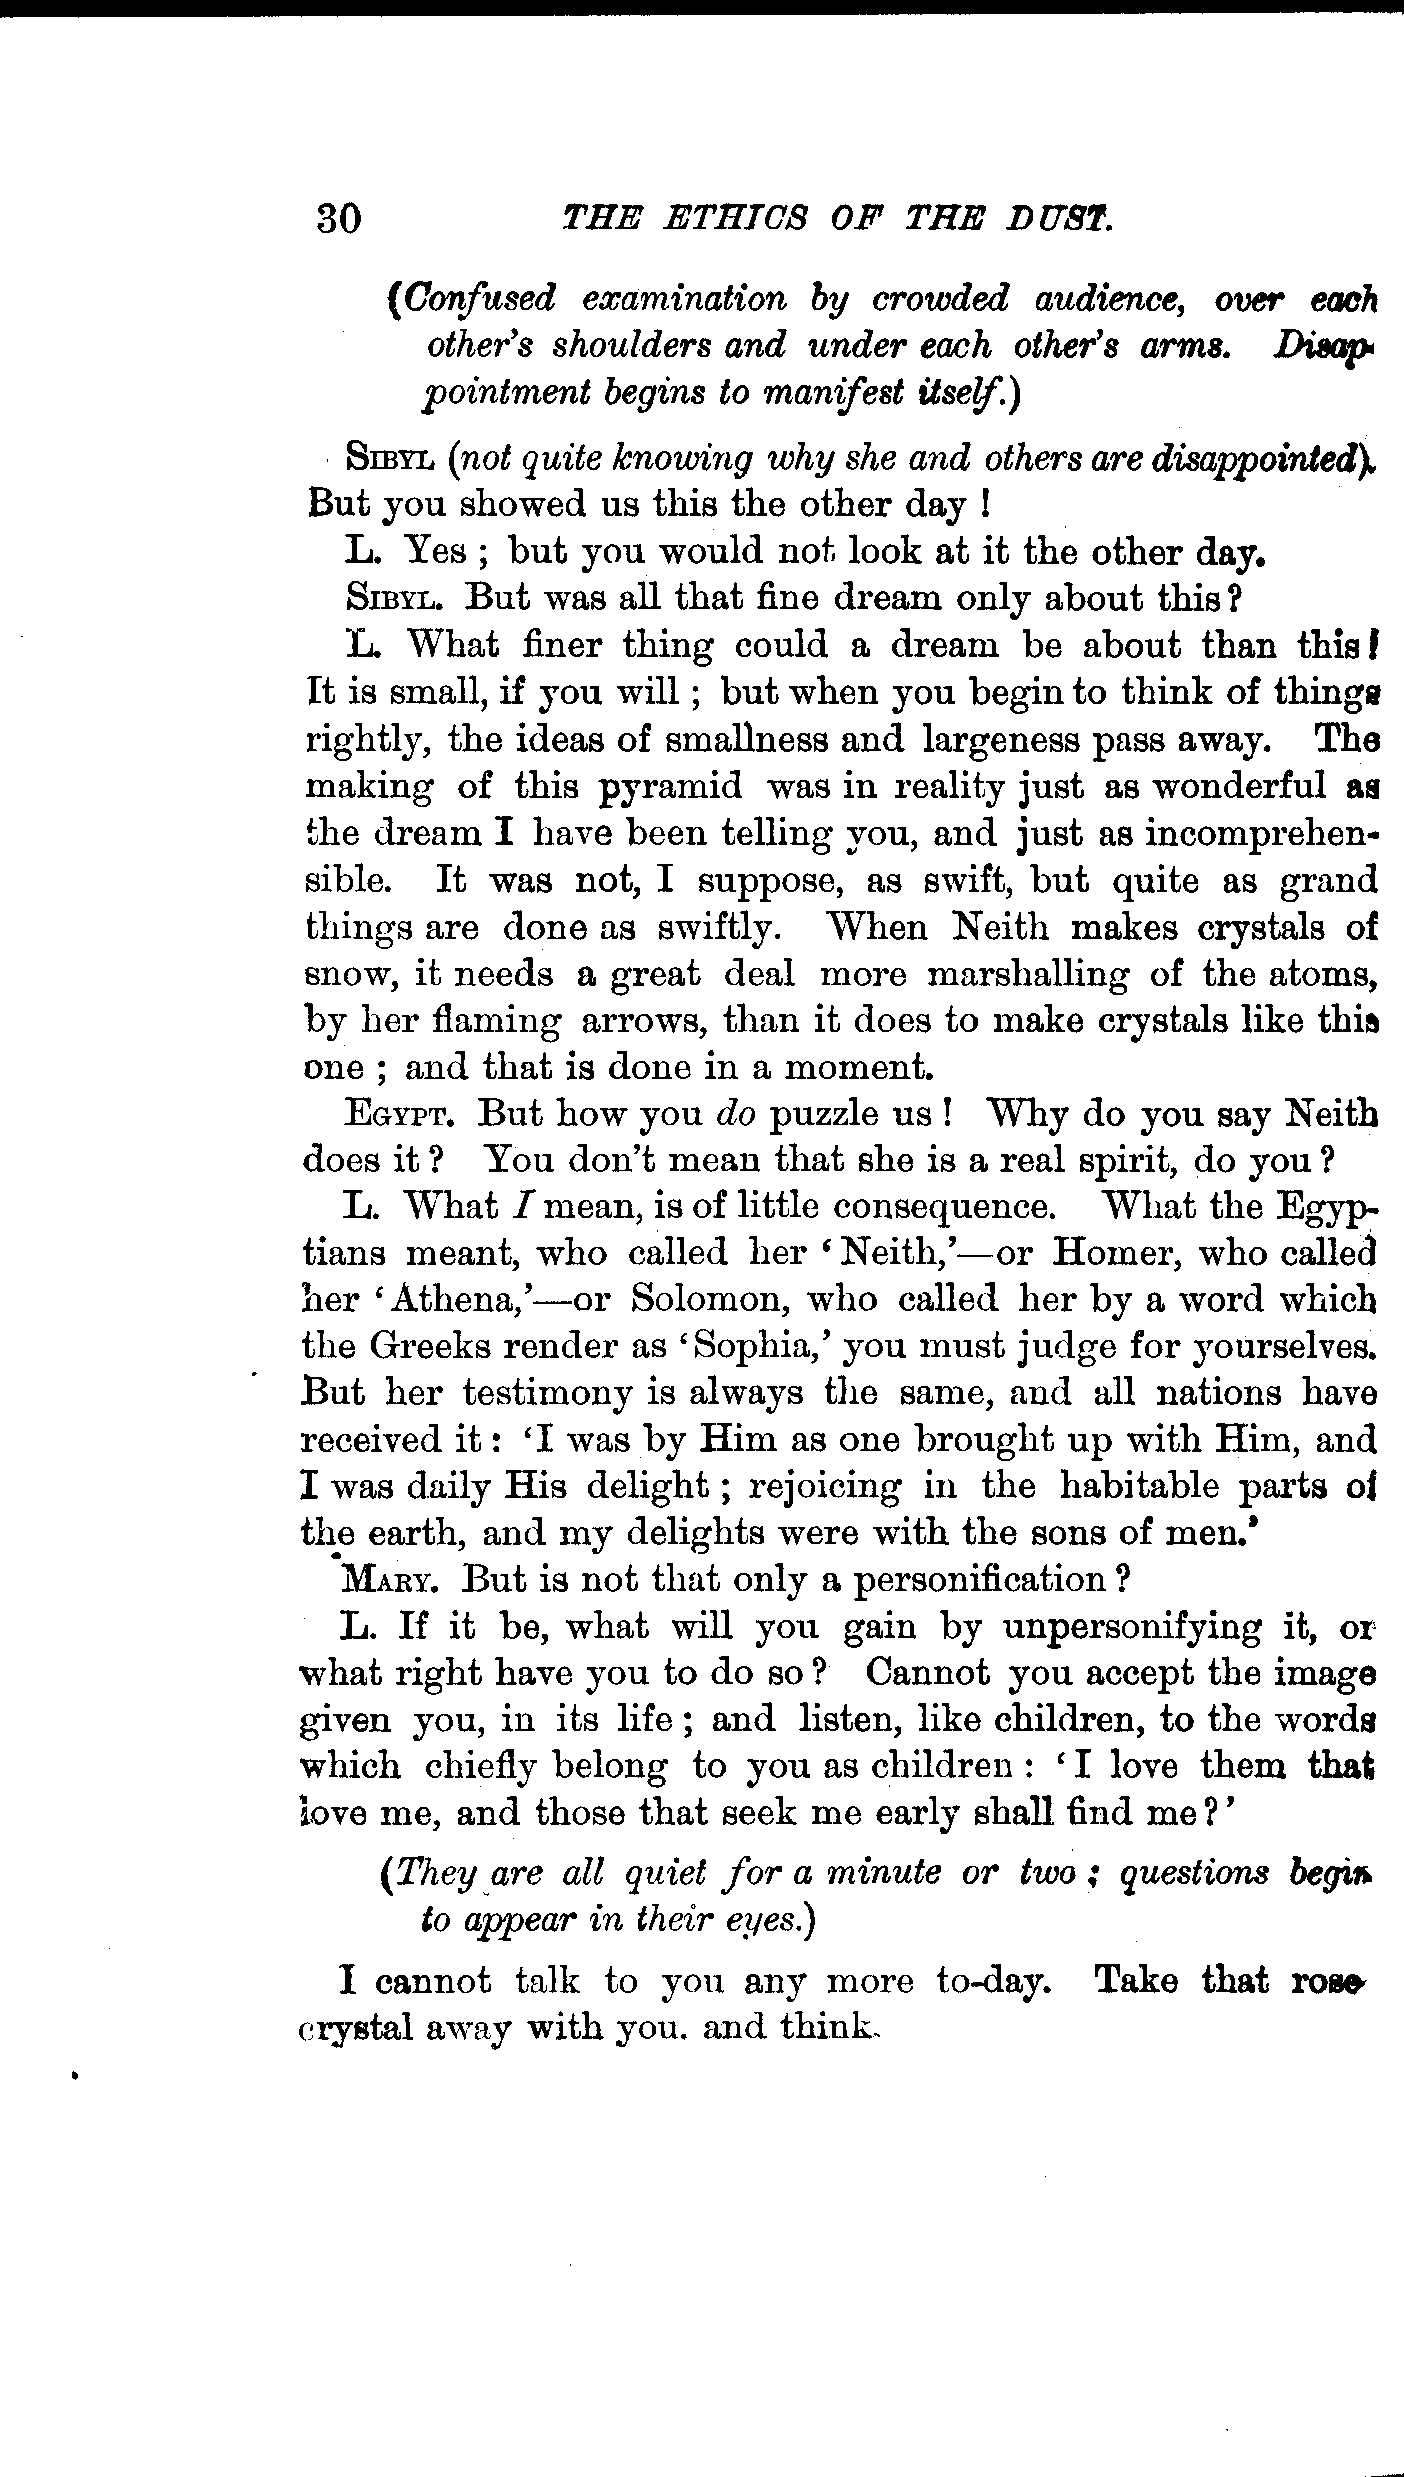 30 THE ETHICS OF THE DUST.
(Confused examination by crowded audience, over each
other's shoulders and under each other's arms. Disap-
pointment begins to manifest itself.)
SIBYL (not quite knowing why she and others are disappointed).
But you showed us this the other day !
L. Yes ; but you would not look at it the other day.
SIBYL. But was all that fine dream only about this?
L. What finer thing could a dream be about than this!
It is small, if you will ; but when you begin to think of things
rightly, the ideas of smallness and largeness pass away. The
making of this pyramid was in reality just as wonderful as
the dream I have been telling you, and just as incomprehen-
sible. It was not, I suppose, as swift, but quite as grand
things are done as swiftly. When Neith makes crystals of
snow, it needs a great deal more marshalling of the atoms,
by her flaming arrows, than it does to make crystals like this
one ; and that is done in a moment.
EGYPT. But how you do puzzle us ! Why do you say Neith
does it ? You don't mean that she is a real spirit, do you ?
L. What I mean, is of little consequence. What the Egyp-
tians meant, who called her ‘Neith,’—or Homer, who called
her ‘Athena,’—or Solomon, who called her by a word which
the Greeks render as ‘Sophia,’ you must judge for yourselves.
But her testimony is always the same, and all nations have
received it : ‘I was by Him as one brought up with Him, and
I was daily His delight ; rejoicing in the habitable parts of
the earth, and my delights were with the sons of men.’
MARY. But is not that only a personification ?
L. If it be, what will you gain by unpersonifying it, or
what right have you to do so ? Cannot you accept the image
given you, in its life ; and listen, like children, to the words
which chiefly belong to you as children : ‘I love them that
love me, and those that seek me early shall find me?’
(They are all quiet for a minute or two ; questions begin
to appear in their eyes.)
I cannot talk to you any more to-day. Take that rose-
crystal away with you. and think.